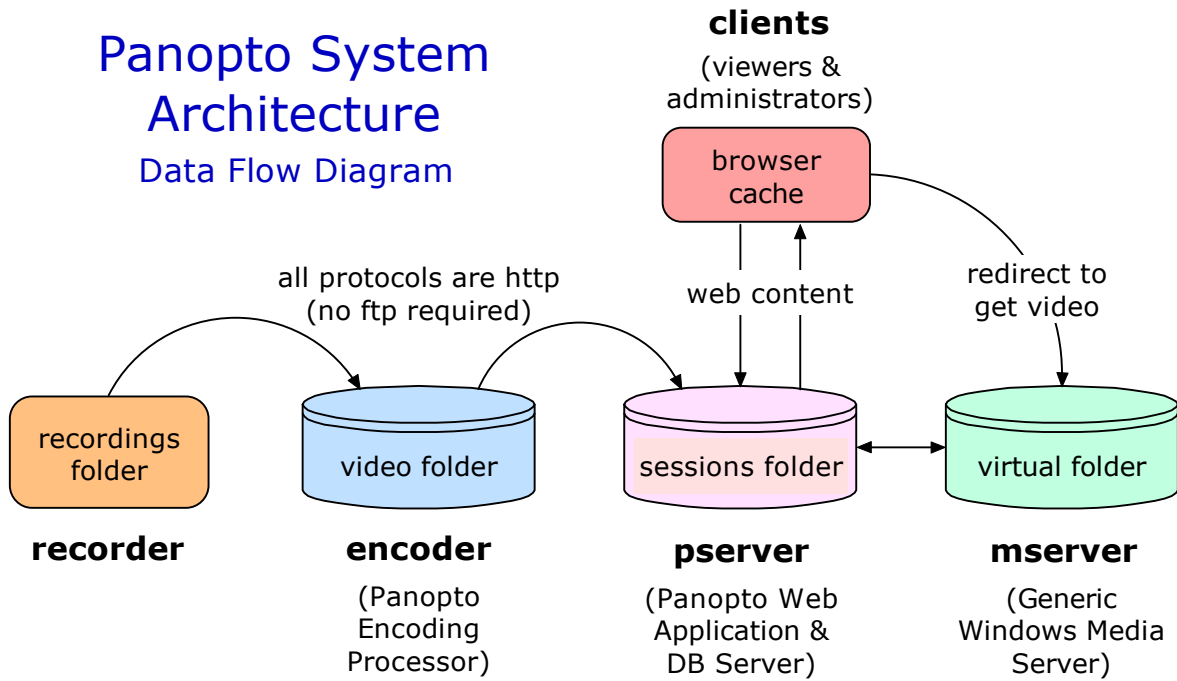 Panopto System
Architecture
Data Flow Diagram
clients
(viewers &
administrators)
browser
cache
all protocols are http
(no ftp required)
web content
redirect to
get video
recordings
folder
video folder
sessions folder
virtual folder
recorder
encoder
pserver
mserver
(Panopto
Encoding
Processor)
(Panopto Web
Application &
DB Server)
(Generic
Windows Media
Server)